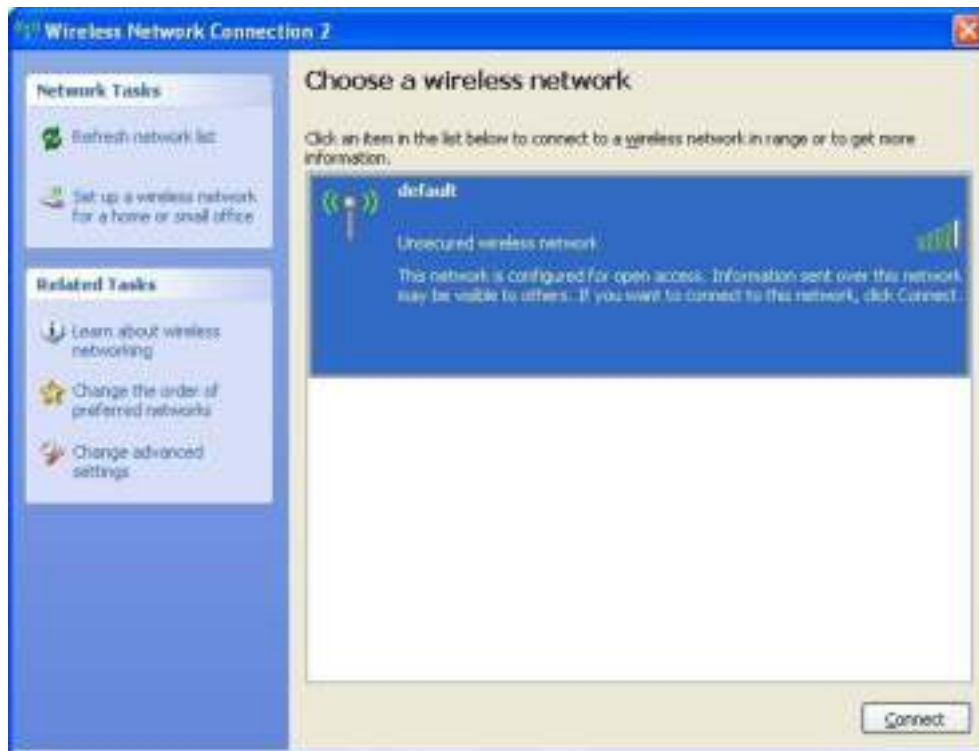 Wireless Network Connection 2
Network Tasks
Refresh network list
Set up a wireless network
for a home or small office
Related Tasks
Learn about wireless
networking
Change the order of
preferred networks
Change advanced
settings
Choose a wireless network
Click an item in the list below to connect to a wireless network in range or to get more
information.
default
Unsecured wireless network
This network is configured for open access. Information sent over this network
may be visible to others. If you want to connect to this network, click Connect.
Connect